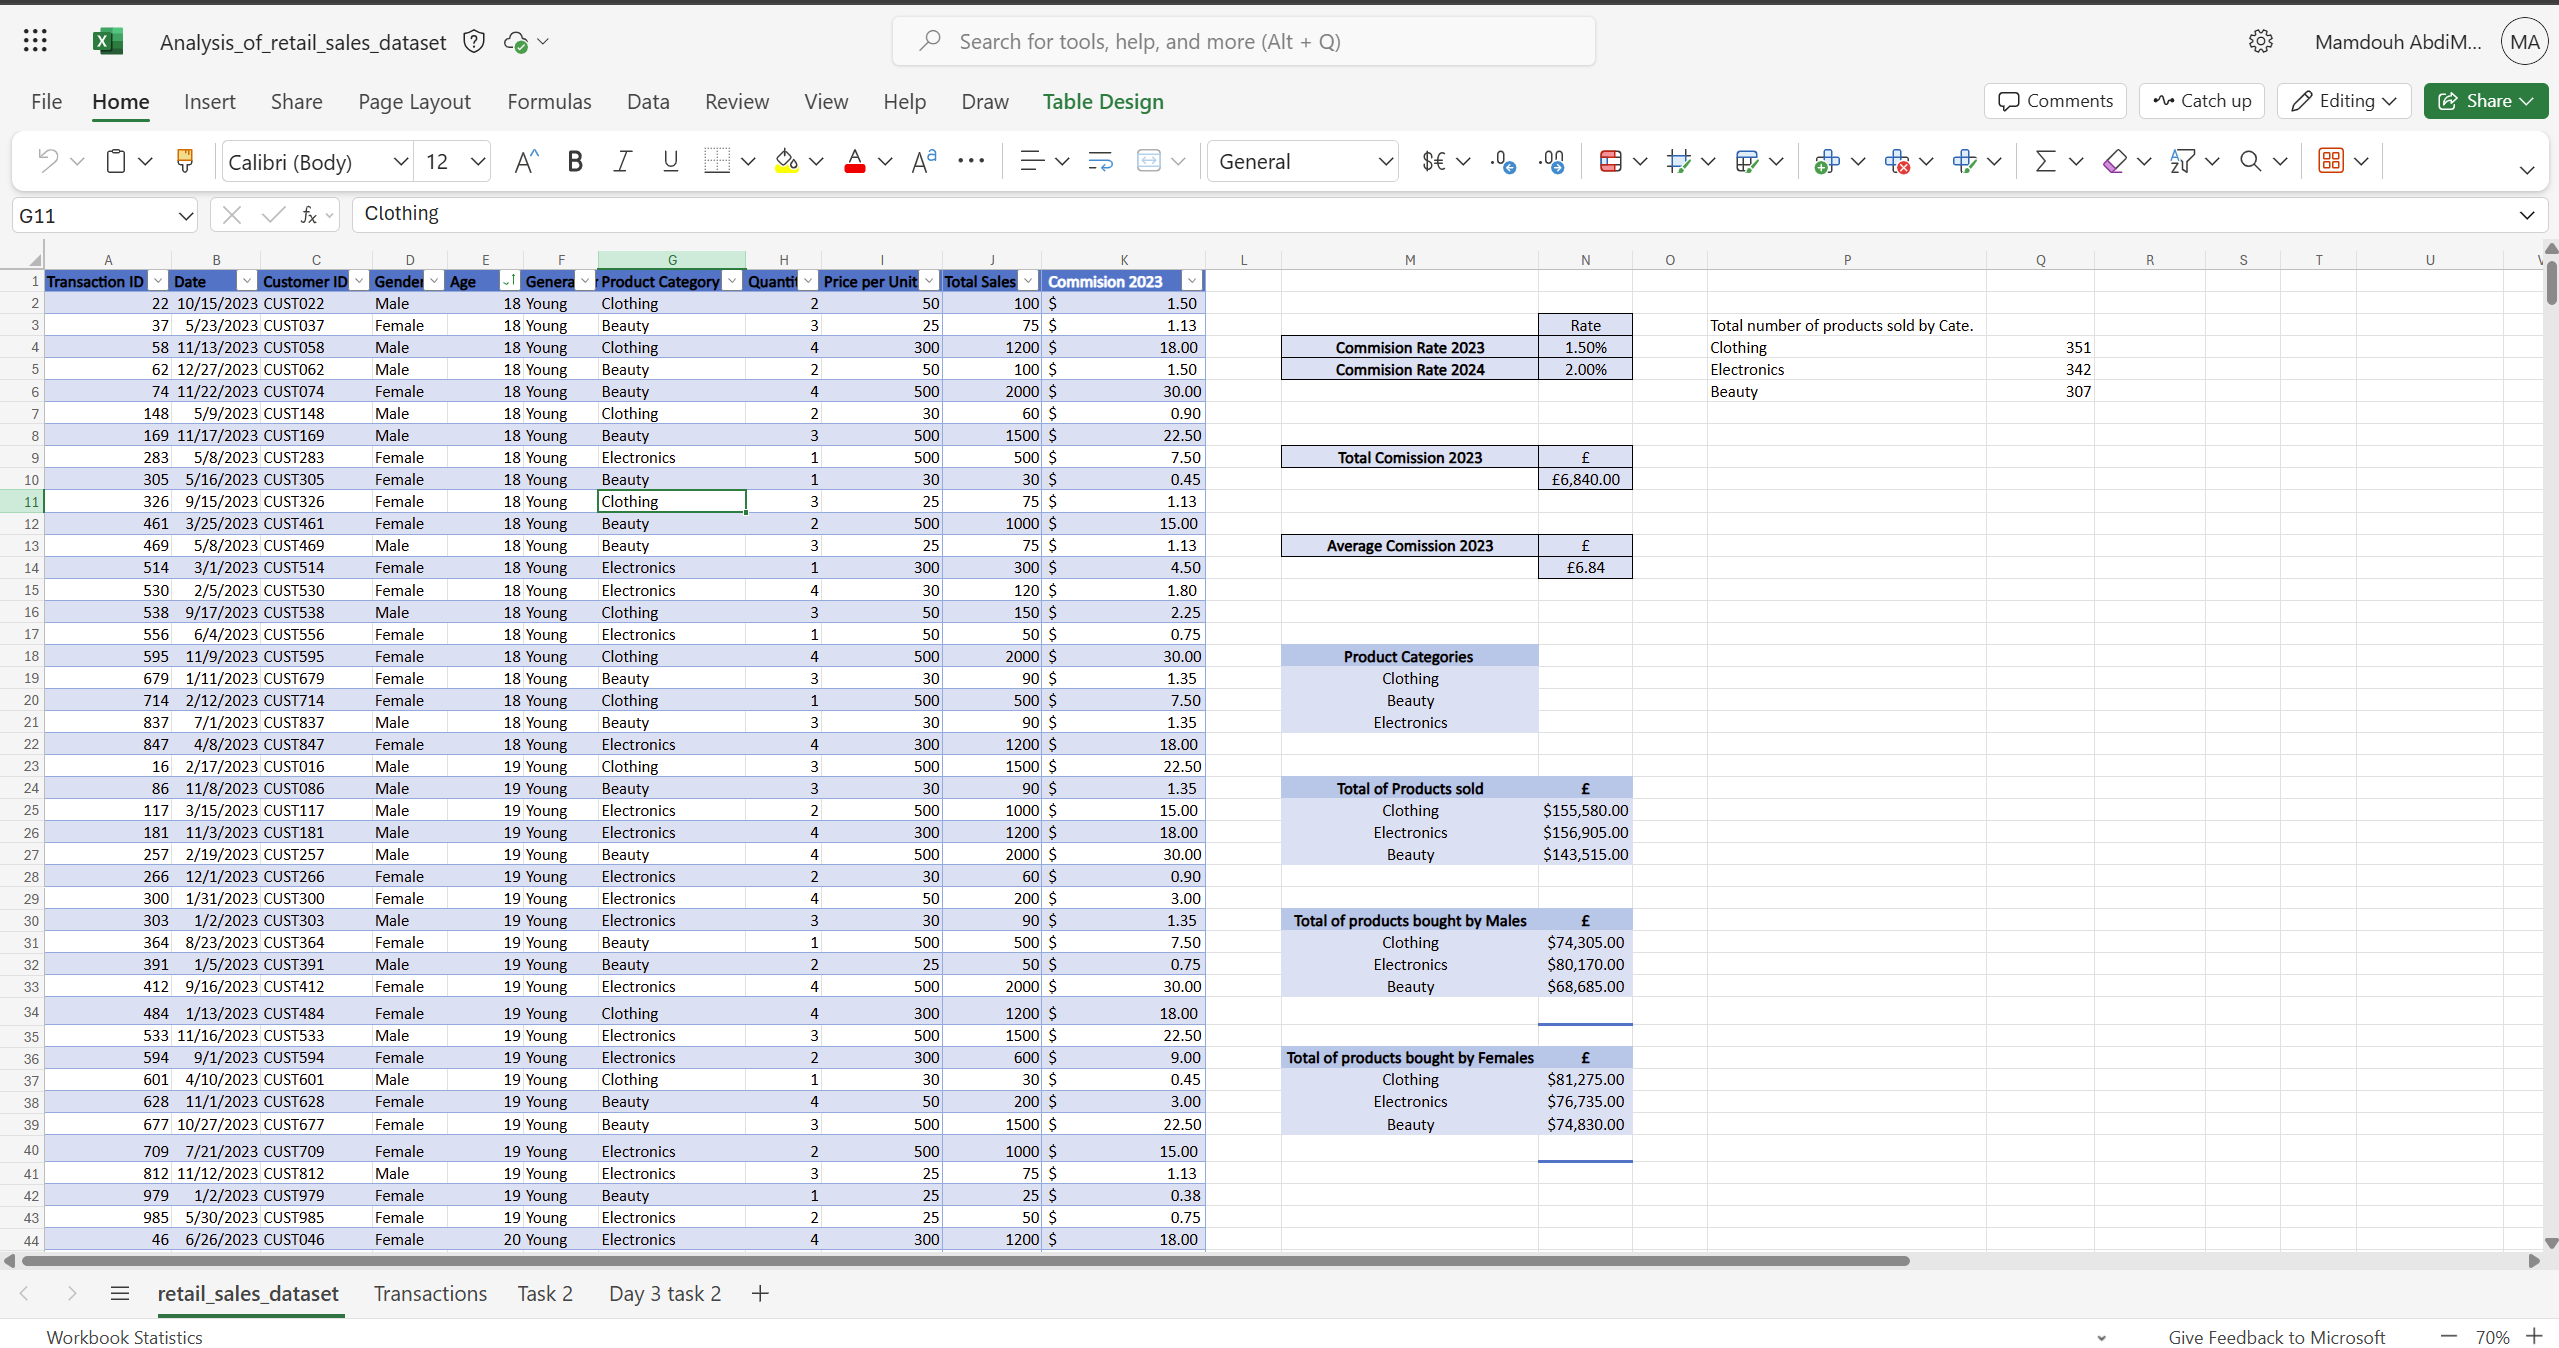 Analysis_of_retail_sales_dataset
Search for tools, help, and more (Alt + Q)
Mamdouh AbdiM...
MA
File Home Insert Share Page Layout Formulas Data Review View Help Draw Table Design
Comments Catch up Editing Share
Calibri (Body) 12 General
G11 fx Clothing
A B C D E F G H I J K L M N O P Q R S T U
1 Transaction ID Date Customer ID Gender Age Genera Product Category Quantit Price per Unit Total Sales Commision 2023
2 22 10/15/2023 CUST022 Male 18 Young Clothing 2 50 100 $ 1.50
3 37 5/23/2023 CUST037 Female 18 Young Beauty 3 25 75 $ 1.13 Rate Total number of products sold by Cate.
4 58 11/13/2023 CUST058 Male 18 Young Clothing 4 300 1200 $ 18.00 Commision Rate 2023 1.50% Clothing 351
5 62 12/27/2023 CUST062 Male 18 Young Beauty 2 50 100 $ 1.50 Commision Rate 2024 2.00% Electronics 342
6 74 11/22/2023 CUST074 Female 18 Young Beauty 4 500 2000 $ 30.00 Beauty 307
7 148 5/9/2023 CUST148 Male 18 Young Clothing 2 30 60 $ 0.90
8 169 11/17/2023 CUST169 Male 18 Young Beauty 3 500 1500 $ 22.50
9 283 5/8/2023 CUST283 Female 18 Young Electronics 1 500 500 $ 7.50 Total Comission 2023 £
10 305 5/16/2023 CUST305 Female 18 Young Beauty 1 30 30 $ 0.45 £6,840.00
11 326 9/15/2023 CUST326 Female 18 Young Clothing 3 25 75 $ 1.13
12 461 3/25/2023 CUST461 Female 18 Young Beauty 2 500 1000 $ 15.00
13 469 5/8/2023 CUST469 Male 18 Young Beauty 3 25 75 $ 1.13 Average Comission 2023 £
14 514 3/1/2023 CUST514 Female 18 Young Electronics 1 300 300 $ 4.50 £6.84
15 530 2/5/2023 CUST530 Female 18 Young Electronics 4 30 120 $ 1.80
16 538 9/17/2023 CUST538 Male 18 Young Clothing 3 50 150 $ 2.25
17 556 6/4/2023 CUST556 Female 18 Young Electronics 1 50 50 $ 0.75
18 595 11/9/2023 CUST595 Female 18 Young Clothing 4 500 2000 $ 30.00 Product Categories
19 679 1/11/2023 CUST679 Female 18 Young Beauty 3 30 90 $ 1.35 Clothing
20 714 2/12/2023 CUST714 Female 18 Young Clothing 1 500 500 $ 7.50 Beauty
21 837 7/1/2023 CUST837 Male 18 Young Beauty 3 30 90 $ 1.35 Electronics
22 847 4/8/2023 CUST847 Female 18 Young Electronics 4 300 1200 $ 18.00
23 16 2/17/2023 CUST016 Male 19 Young Clothing 3 500 1500 $ 22.50
24 86 11/8/2023 CUST086 Male 19 Young Beauty 3 30 90 $ 1.35 Total of Products sold £
25 117 3/15/2023 CUST117 Male 19 Young Electronics 2 500 1000 $ 15.00 Clothing $155,580.00
26 181 11/3/2023 CUST181 Male 19 Young Electronics 4 300 1200 $ 18.00 Electronics $156,905.00
27 257 2/19/2023 CUST257 Male 19 Young Beauty 4 500 2000 $ 30.00 Beauty $143,515.00
28 266 12/1/2023 CUST266 Female 19 Young Electronics 2 30 60 $ 0.90
29 300 1/31/2023 CUST300 Female 19 Young Electronics 4 50 200 $ 3.00
30 303 1/2/2023 CUST303 Male 19 Young Electronics 3 30 90 $ 1.35 Total of products bought by Males £
31 364 8/23/2023 CUST364 Female 19 Young Beauty 1 500 500 $ 7.50 Clothing $74,305.00
32 391 1/5/2023 CUST391 Male 19 Young Beauty 2 25 50 $ 0.75 Electronics $80,170.00
33 412 9/16/2023 CUST412 Female 19 Young Electronics 4 500 2000 $ 30.00 Beauty $68,685.00
34 484 1/13/2023 CUST484 Female 19 Young Clothing 4 300 1200 $ 18.00
35 533 11/16/2023 CUST533 Male 19 Young Electronics 3 500 1500 $ 22.50
36 594 9/1/2023 CUST594 Female 19 Young Electronics 2 300 600 $ 9.00 Total of products bought by Females £
37 601 4/10/2023 CUST601 Male 19 Young Clothing 1 30 30 $ 0.45 Clothing $81,275.00
38 628 11/1/2023 CUST628 Female 19 Young Beauty 4 50 200 $ 3.00 Electronics $76,735.00
39 677 10/27/2023 CUST677 Female 19 Young Beauty 3 500 1500 $ 22.50 Beauty $74,830.00
40 709 7/21/2023 CUST709 Female 19 Young Electronics 2 500 1000 $ 15.00
41 812 11/12/2023 CUST812 Male 19 Young Electronics 3 25 75 $ 1.13
42 979 1/2/2023 CUST979 Female 19 Young Beauty 1 25 25 $ 0.38
43 985 5/30/2023 CUST985 Female 19 Young Electronics 2 25 50 $ 0.75
44 46 6/26/2023 CUST046 Female 20 Young Electronics 4 300 1200 $ 18.00
retail_sales_dataset Transactions Task 2 Day 3 task 2
Workbook Statistics Give Feedback to Microsoft 70%